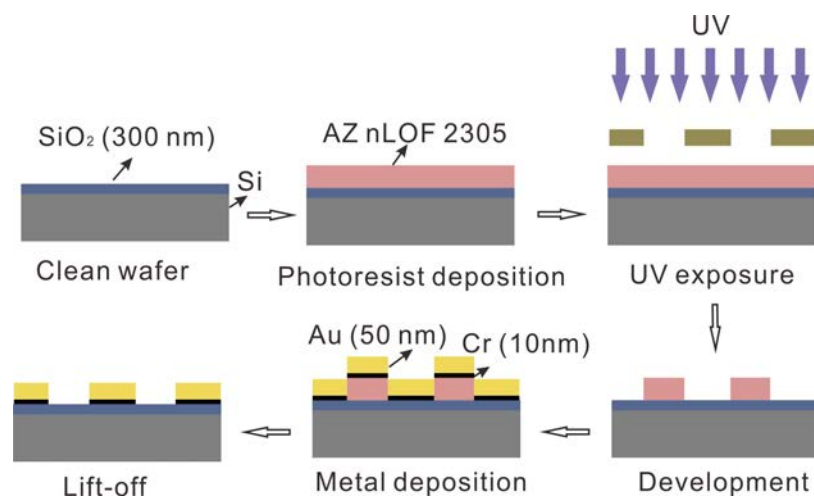 UV
SiO₂ (300 nm)
AZ nLOF 2305
Si
Clean wafer
Photoresist deposition
UV exposure
Au (50 nm)
Cr (10nm)
Lift-off
Metal deposition
Development